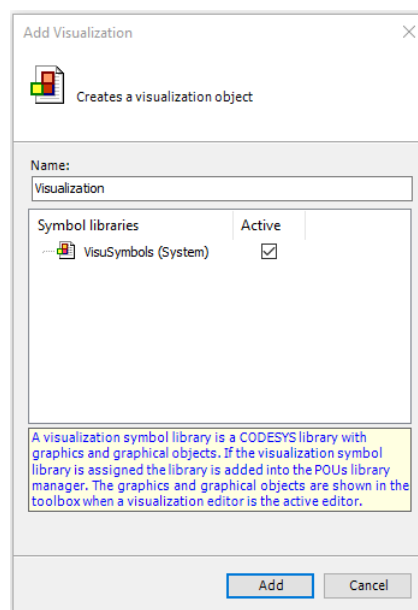 Add Visualization
Creates a visualization object
Name:
Visualization
Symbol libraries Active
VisuSymbols (System)
A visualization symbol library is a CODESYS library with
graphics and graphical objects. If the visualization symbol
library is assigned the library is added into the POUs library
manager. The graphics and graphical objects are shown in the
toolbox when a visualization editor is the active editor.
Add Cancel